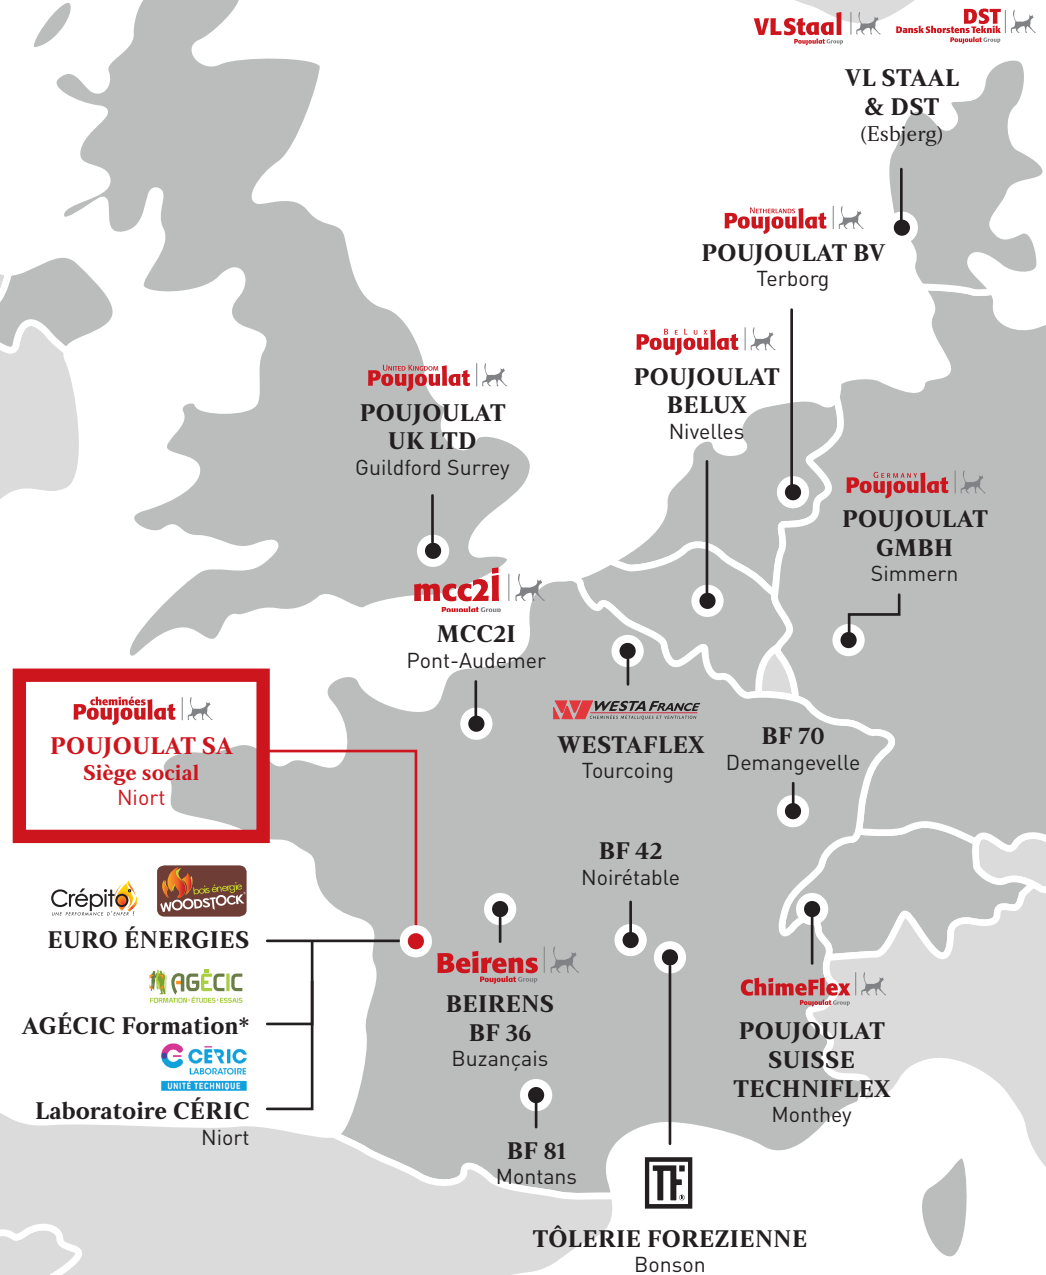 VLStaal
Poujoulat Group
DST
Dansk Shorstens Teknik
Poujoulat Group
VL STAAL
& DST
(Esbjerg)
NETHERLANDS
Poujoulat
POUJOULAT BV
Terborg
BELUX
Poujoulat
POUJOULAT
BELUX
Nivelles
UNITED KINGDOM
Poujoulat
POUJOULAT
UK LTD
Guildford Surrey
GERMANY
Poujoulat
POUJOULAT
GMBH
Simmern
mcc2i
Poujoulat Group
MCC2I
Pont-Audemer
cheminées
Poujoulat
POUJOULAT SA
Siège social
Niort
WESTAFRANCE
CHEMINÉES MÉTALLIQUES ET VENTILATION
WESTAFLEX
Tourcoing
BF 70
Demangevelle
BF 42
Noirétable
Crépito
UNE PERFORMANCE D'ENFER !
bois énergie
WOODSTOCK
EURO ÉNERGIES
AGÉCIC
FORMATION·ÉTUDES·ESSAIS
AGÉCIC Formation*
CÉRIC
LABORATOIRE
UNITÉ TECHNIQUE
Laboratoire CÉRIC
Niort
Beirens
Poujoulat Group
BEIRENS
BF 36
Buzançais
ChimeFlex
Poujoulat Group
POUJOULAT
SUISSE
TECHNIFLEX
Monthey
BF 81
Montans
TF®
TÔLERIE FOREZIENNE
Bonson